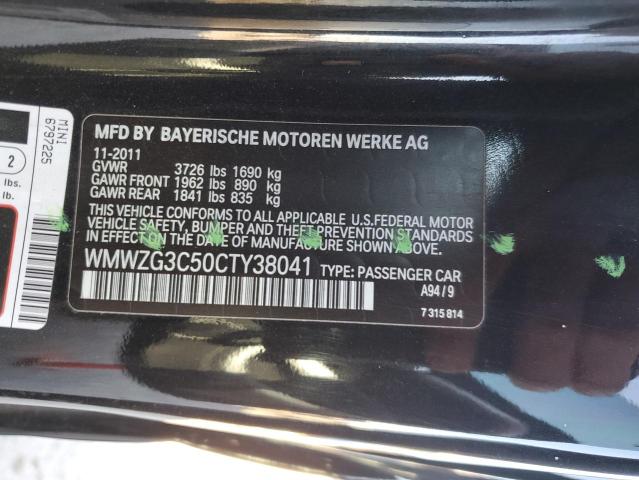 MFD BY BAYERISCHE MOTOREN WERKE AG
11-2011
GVWR 3726 lbs 1690 kg
GAWR FRONT 1962 lbs 890 kg
GAWR REAR 1841 lbs 835 kg
THIS VEHICLE CONFORMS TO ALL APPLICABLE U.S.FEDERAL MOTOR
VEHICLE SAFETY, BUMPER AND THEFT PREVENTION STANDARDS
IN EFFECT ON THE DATE OF MANUFACTURE SHOWN ABOVE.
WMWZG3C50CTY38041 TYPE: PASSENGER CAR
A94/9
7 315 814
MINI
6797225
2
lbs.
lb.